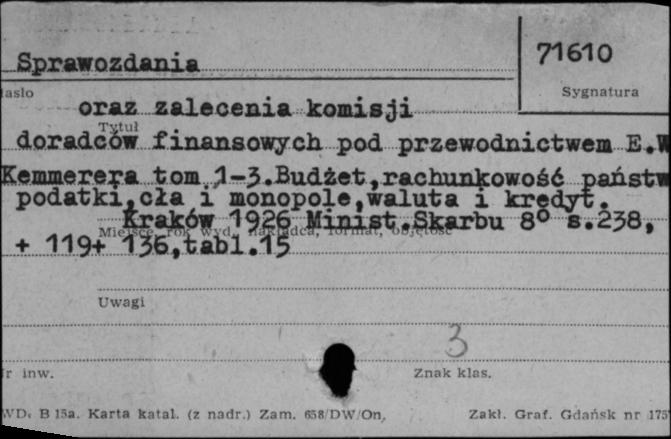 Sprawozdania
71610
Hasło
Sygnatura
oraz zalecenia komisji
Tytuł
doradców finansowych pod przewodnictwem E.W
Kemmerera tom 1-3.Budżet,rachunkowość państw
podatki,cła i monopole,waluta i kredyt.
Kraków 1926 Minist.Skarbu 8° s.238,
Miejsce, rok wyd., nakładca, format, objętość
+ 119+ 136,tabl.15
Uwagi
3
r inw.
Znak klas.
WD. B 15a. Karta katal. (z nadr.) Zam. 658/DW/On.
Zakł. Graf. Gdańsk nr 175